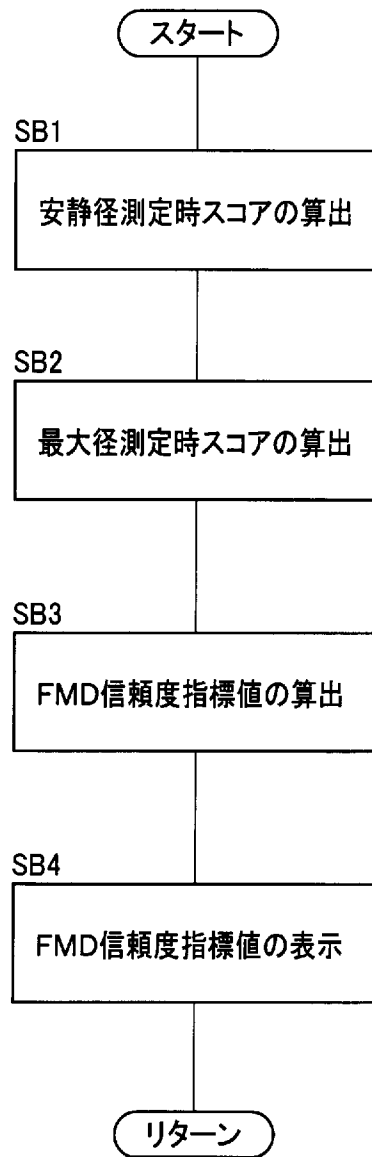 スタート
SB1
安静径測定時スコアの算出
SB2
最大径測定時スコアの算出
SB3
FMD信頼度指標値の算出
SB4
FMD信頼度指標値の表示
リターン